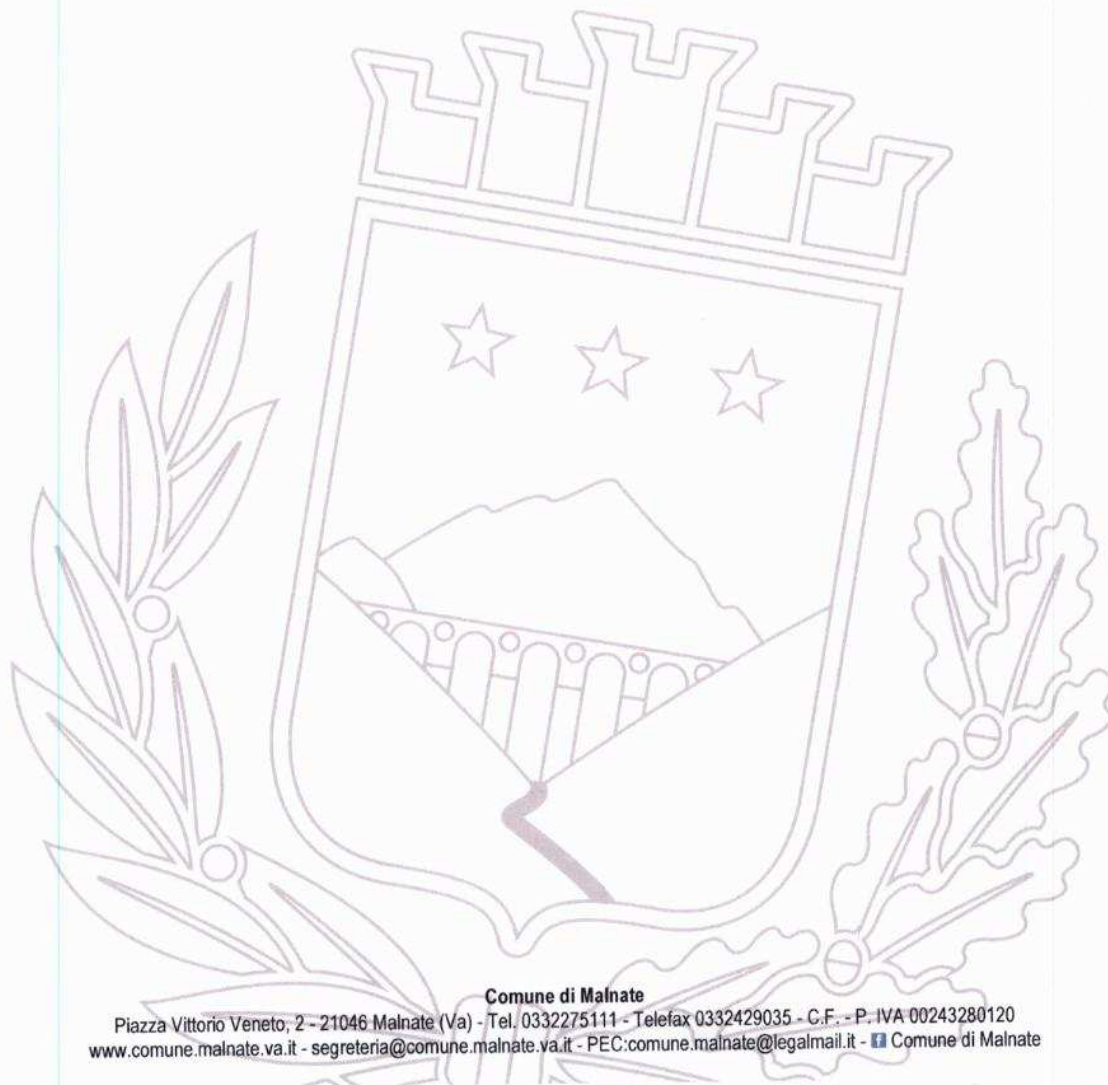 Comune di Malnate
Piazza Vittorio Veneto, 2 - 21046 Malnate (Va) - Tel. 0332275111 - Telefax 0332429035 - C.F. - P. IVA 00243280120
www.comune.malnate.va.it - segreteria@comune.malnate.va.it - PEC:comune.malnate@legalmail.it - f Comune di Malnate